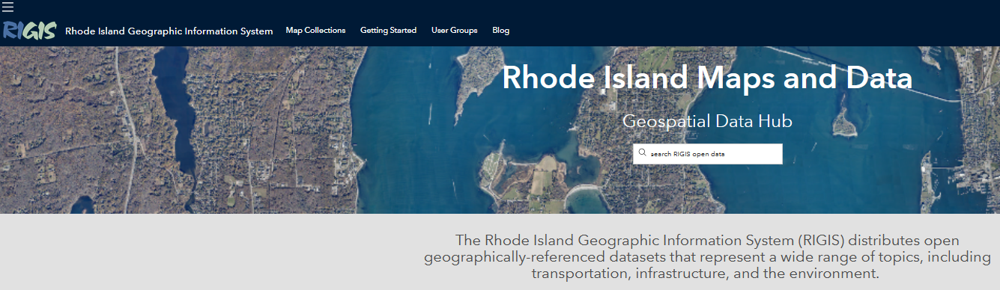 RIGIS Rhode Island Geographic Information System Map Collections Getting Started User Groups Blog
Rhode Island Maps and Data
Geospatial Data Hub
search RIGIS open data
The Rhode Island Geographic Information System (RIGIS) distributes open
geographically-referenced datasets that represent a wide range of topics, including
transportation, infrastructure, and the environment.